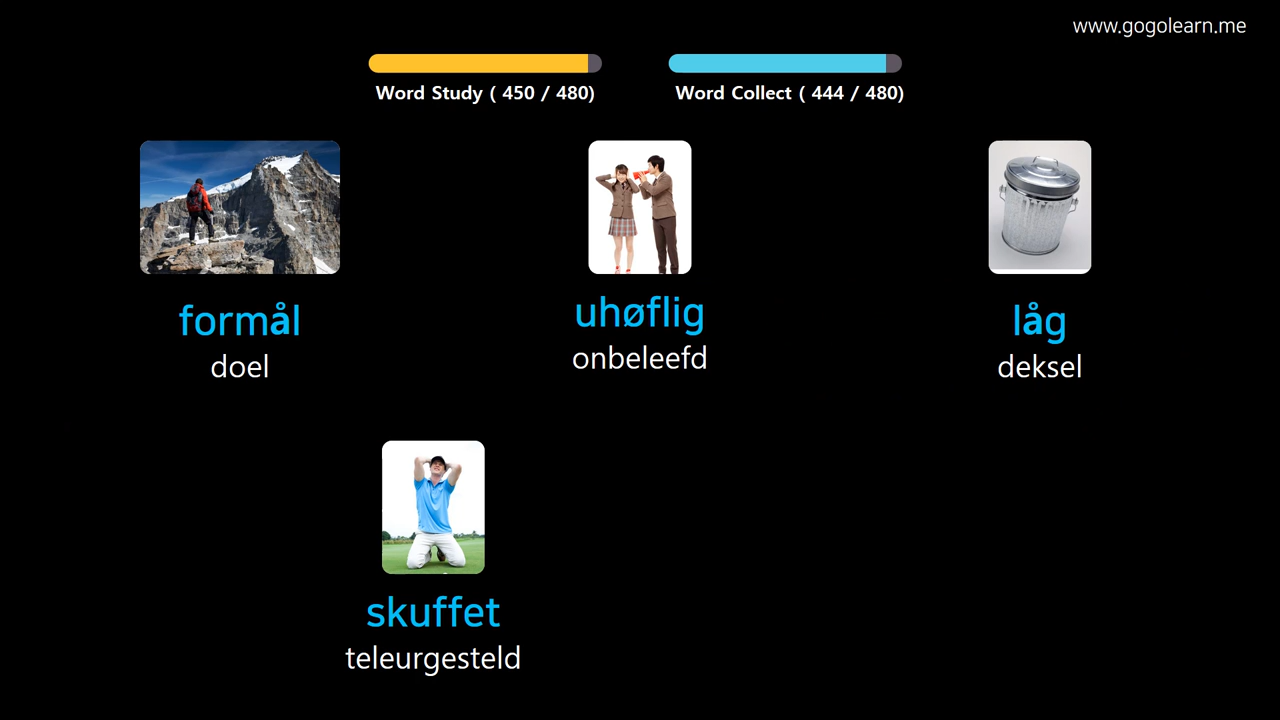 www.gogolearn.me
Word Study ( 450 / 480)
Word Collect ( 444 / 480)
formål
doel
uhøflig
onbeleefd
låg
deksel
skuffet
teleurgesteld